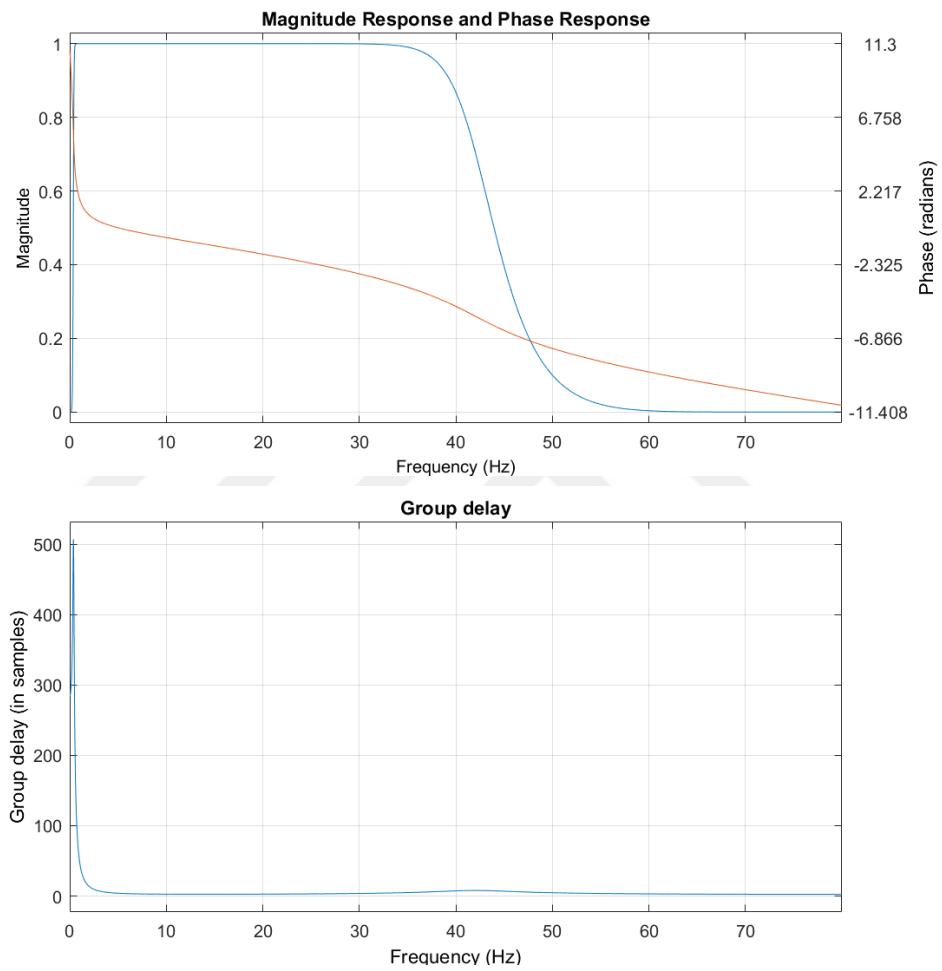 Magnitude Response and Phase Response
1
0.8
0.6
0.4
0.2
0
Magnitude
11.3
6.758
2.217
-2.325
-6.866
-11.408
Phase (radians)
0 10 20 30 40 50 60 70
Frequency (Hz)
Group delay
500
400
300
200
100
0
Group delay (in samples)
0 10 20 30 40 50 60 70
Frequency (Hz)